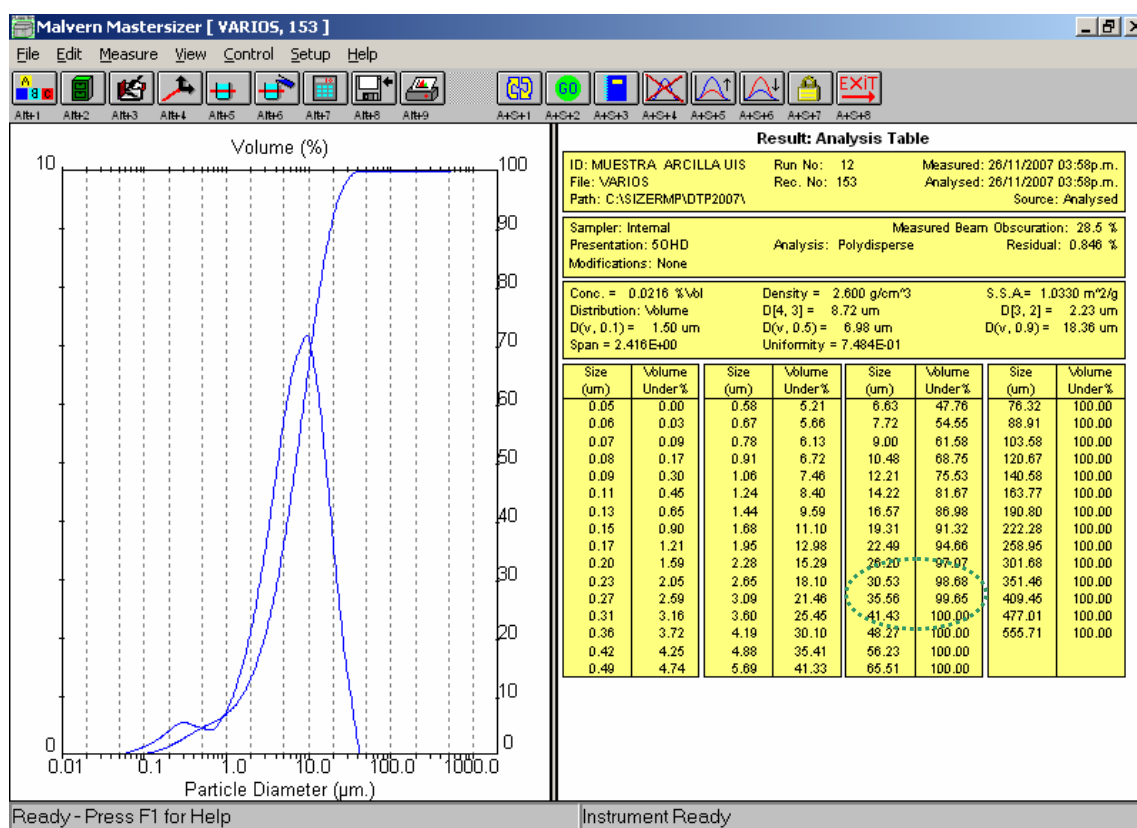 Malvern Mastersizer [ VARIOS, 153 ]
File Edit Measure View Control Setup Help
A B C
GO
EXiT
Alt+1 Alt+2 Alt+3 Alt+4 Alt+5 Alt+6 Alt+7 Alt+8 Alt+9 A+S+1 A+S+2 A+S+3 A+S+4 A+S+5 A+S+6 A+S+7 A+S+8
Volume (%)
10 100
90
80
70
60
50
40
30
20
10
0 0
0.01 0.1 1.0 10.0 100.0 1000.0
Particle Diameter (µm.)
Result: Analysis Table
ID: MUESTRA ARCILLA UIS Run No: 12 Measured: 26/11/2007 03:58p.m.
File: VARIOS Rec. No: 153 Analysed: 26/11/2007 03:58p.m.
Path: C:\SIZERMP\DTP2007\ Source: Analysed
Sampler: Internal Measured Beam Obscuration: 28.5 %
Presentation: 5OHD Analysis: Polydisperse Residual: 0.846 %
Modifications: None
Conc. = 0.0216 %Vol Density = 2.600 g/cm^3 S.S.A.= 1.0330 m^2/g
Distribution: Volume D[4, 3] = 8.72 um D[3, 2] = 2.23 um
D(v, 0.1) = 1.50 um D(v, 0.5) = 6.98 um D(v, 0.9) = 18.36 um
Span = 2.416E+00 Uniformity = 7.484E-01
Size Volume Size Volume Size Volume Size Volume
(um) Under% (um) Under% (um) Under% (um) Under%
0.05 0.00 0.58 5.21 6.63 47.76 76.32 100.00
0.06 0.03 0.67 5.66 7.72 54.55 88.91 100.00
0.07 0.09 0.78 6.13 9.00 61.58 103.58 100.00
0.08 0.17 0.91 6.72 10.48 68.75 120.67 100.00
0.09 0.30 1.06 7.46 12.21 75.53 140.58 100.00
0.11 0.45 1.24 8.40 14.22 81.67 163.77 100.00
0.13 0.65 1.44 9.59 16.57 86.98 190.80 100.00
0.15 0.90 1.68 11.10 19.31 91.32 222.28 100.00
0.17 1.21 1.95 12.98 22.49 94.66 258.95 100.00
0.20 1.59 2.28 15.29 26.20 97.07 301.68 100.00
0.23 2.05 2.65 18.10 30.53 98.68 351.46 100.00
0.27 2.59 3.09 21.46 35.56 99.65 409.45 100.00
0.31 3.16 3.60 25.45 41.43 100.00 477.01 100.00
0.36 3.72 4.19 30.10 48.27 100.00 555.71 100.00
0.42 4.25 4.88 35.41 56.23 100.00
0.49 4.74 5.69 41.33 65.51 100.00
Ready - Press F1 for Help Instrument Ready